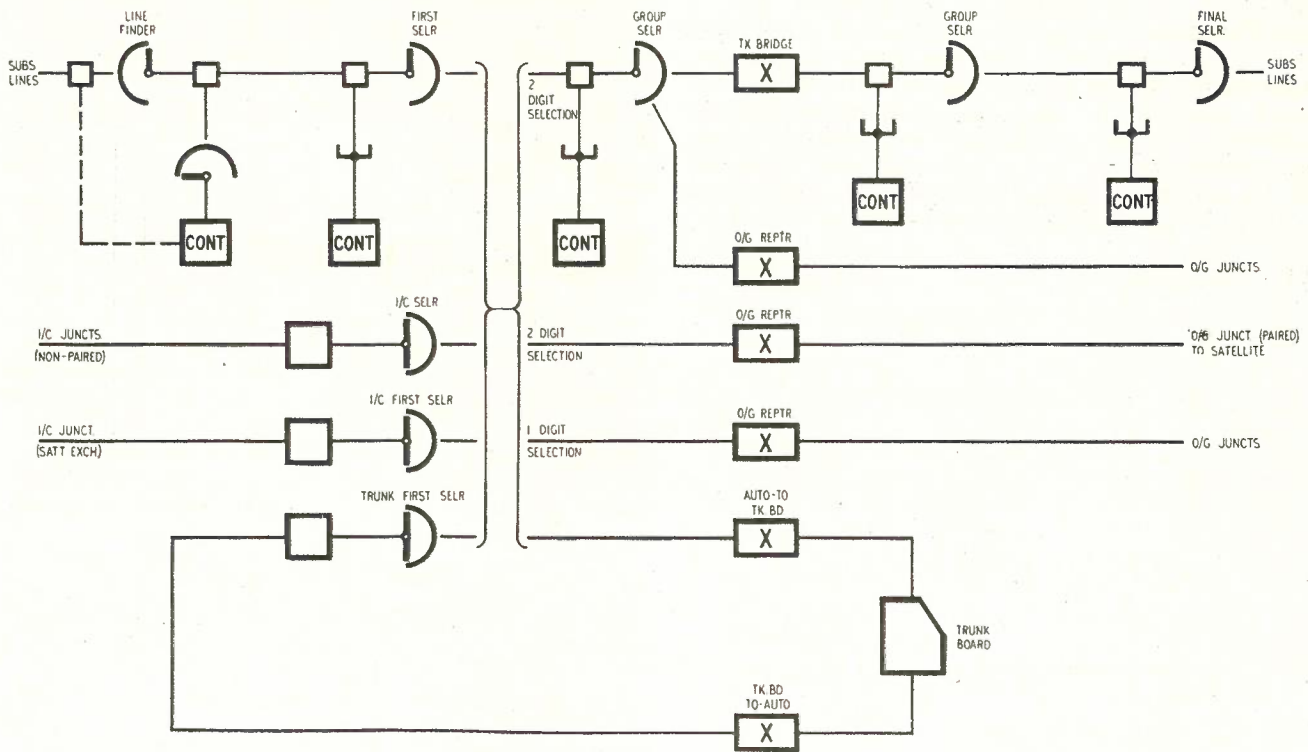 LINE
FINDER
FIRST
SELR
GROUP
SELR
TX BRIDGE
GROUP
SELR
FINAL
SELR.
SUBS
LINES
2
DIGIT
SELECTION
X
SUBS
LINES
CONT
CONT
CONT
CONT
CONT
O/G REPTR
X
O/G JUNCTS.
I/C SELR
I/C JUNCTS.
(NON-PAIRED)
2 DIGIT
SELECTION
O/G REPTR
X
O/G JUNCT (PAIRED)
TO SATELLITE
I/C FIRST SELR
I/C JUNCT.
(SATT EXCH)
1 DIGIT
SELECTION
O/G REPTR
X
O/G JUNCTS
TRUNK FIRST SELR
AUTO-TO
TK.BD
X
TRUNK
BOARD
TK.BD
TO-AUTO
X